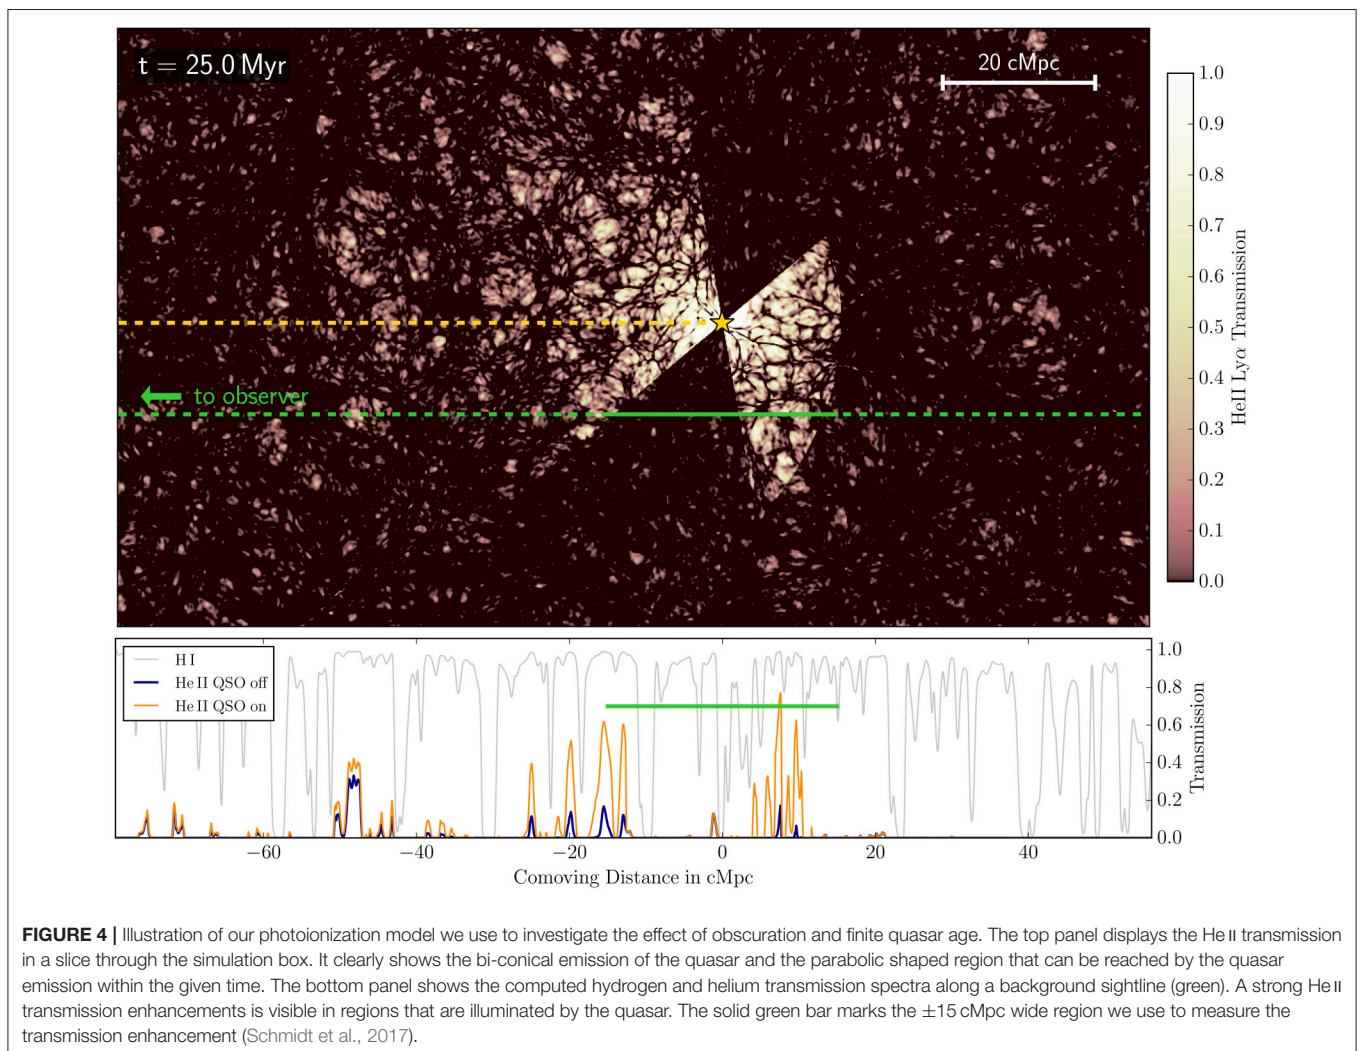 t = 25.0 Myr
20 cMpc
1.0
0.9
0.8
0.7
0.6
0.5
0.4
0.3
0.2
0.1
0.0
HeII Lyα Transmission
to observer
H I
He II QSO off
He II QSO on
1.0
0.8
0.6
0.4
0.2
0.0
Transmission
−60 −40 −20 0 20 40
Comoving Distance in cMpc
FIGURE 4 | Illustration of our photoionization model we use to investigate the effect of obscuration and finite quasar age. The top panel displays the He II transmission
in a slice through the simulation box. It clearly shows the bi-conical emission of the quasar and the parabolic shaped region that can be reached by the quasar
emission within the given time. The bottom panel shows the computed hydrogen and helium transmission spectra along a background sightline (green). A strong He II
transmission enhancements is visible in regions that are illuminated by the quasar. The solid green bar marks the ±15 cMpc wide region we use to measure the
transmission enhancement (Schmidt et al., 2017).